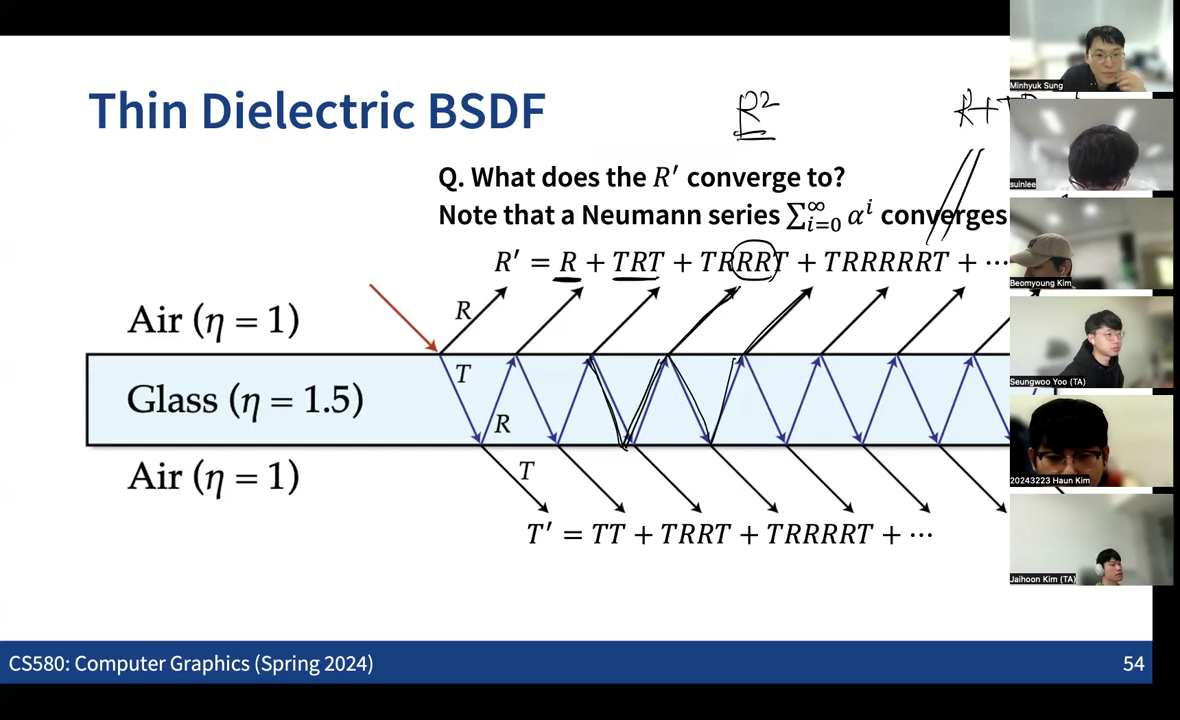 Thin Dielectric BSDF
R²
R+T
Q. What does the R′ converge to?
Note that a Neumann series ∑_{i=0}^{∞} α^i converges
R′ = R + TRT + TRRRT + TRRRRRT + ⋯
Air (η = 1)
R
T
Glass (η = 1.5)
R
Air (η = 1)
T
T′ = TT + TRRT + TRRRRT + ⋯
CS580: Computer Graphics (Spring 2024)
54
Minhyuk Sung
suinlee
Beomyoung Kim
Seungwoo Yoo (TA)
20243223 Haun Kim
Jaihoon Kim (TA)